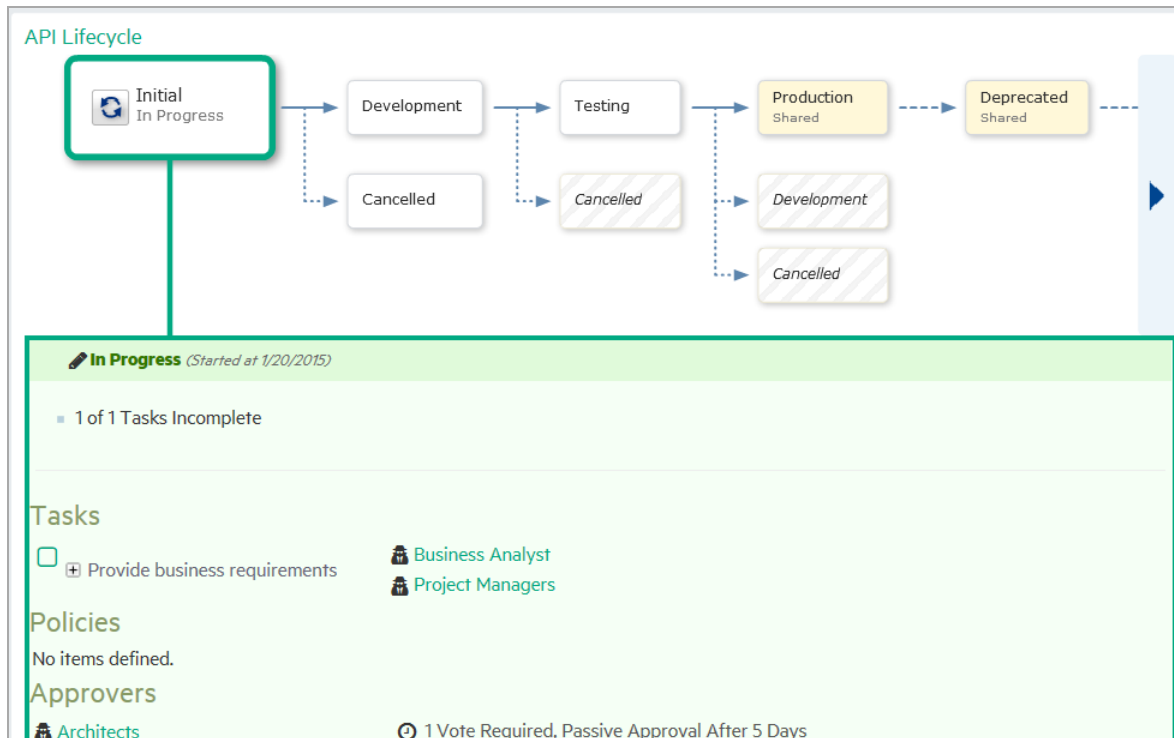 API Lifecycle
Initial
In Progress
Development
Testing
Production
Shared
Deprecated
Shared
Cancelled
Cancelled
Development
Cancelled
In Progress (Started at 1/20/2015)
1 of 1 Tasks Incomplete
Tasks
Provide business requirements
Business Analyst
Project Managers
Policies
No items defined.
Approvers
Architects
1 Vote Required, Passive Approval After 5 Days